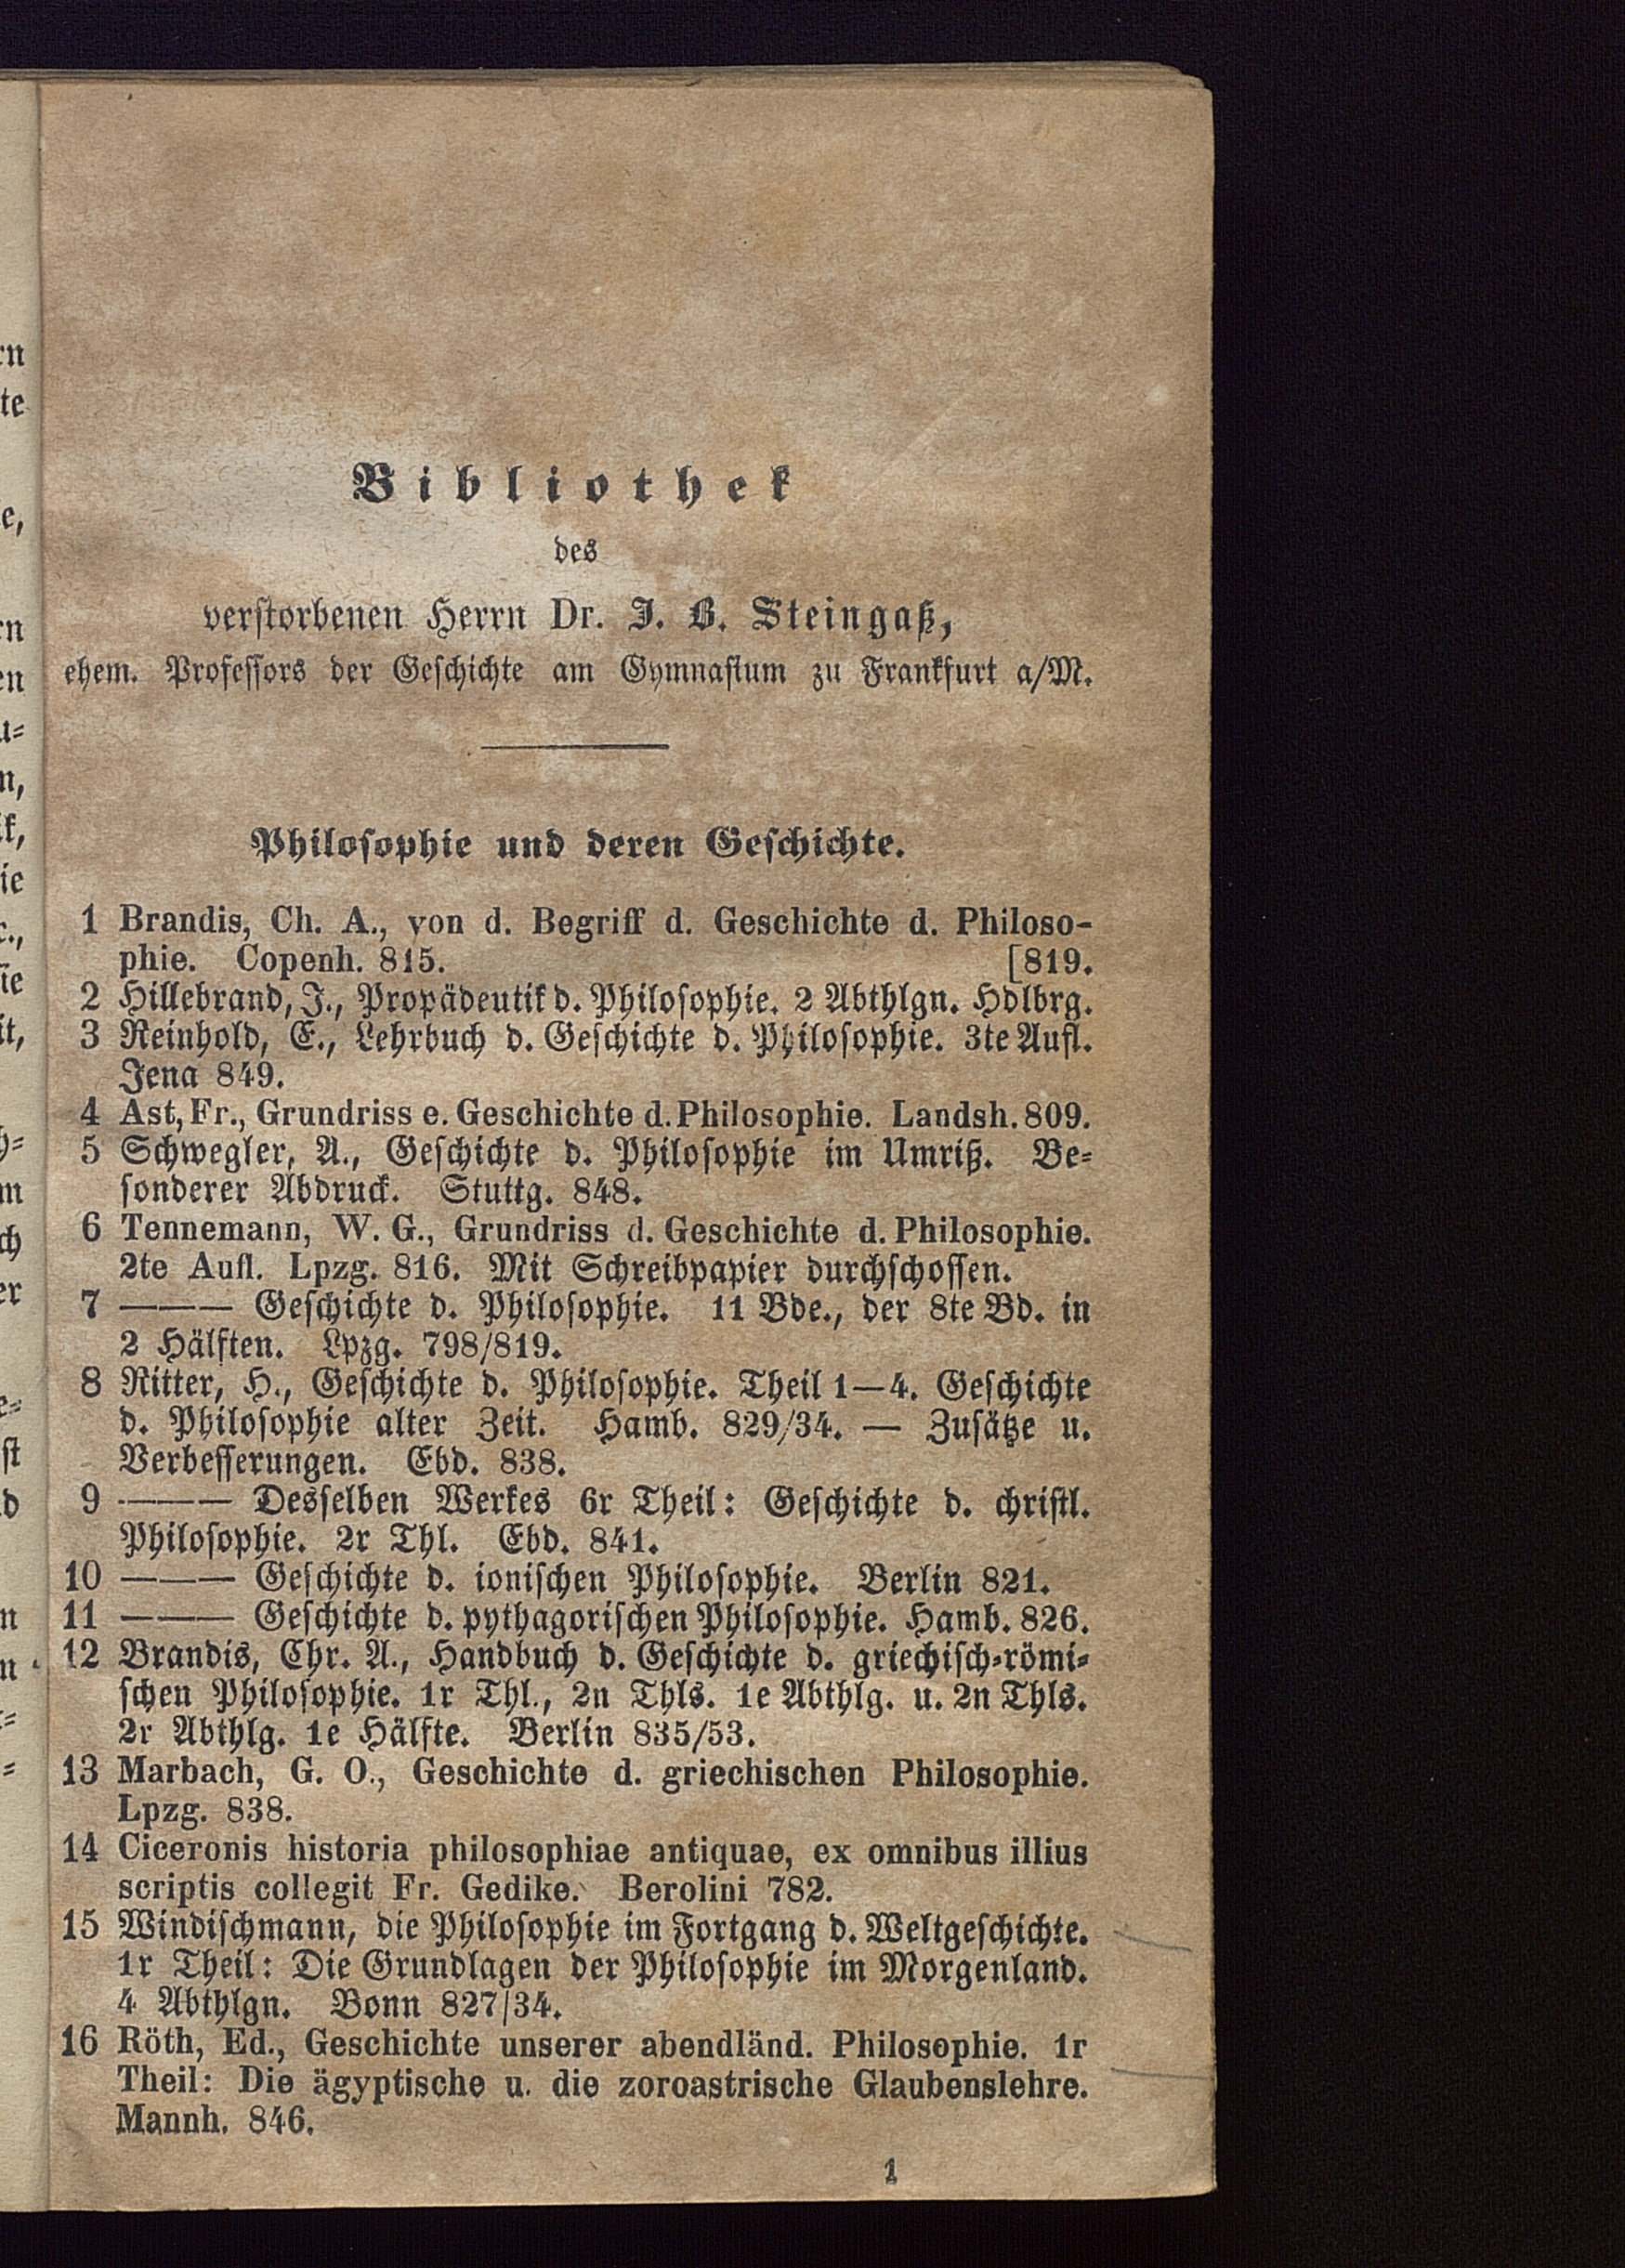 Bibliothek
des
verstorbenen Herrn Dr. J. B. Steingaß,
ehem. Professors der Geschichte am Gymnasium zu Frankfurt a/M.
Philosophie und deren Geschichte.
1 Brandis, Ch. A., von d. Begriff d. Geschichte d. Philoso-
phie. Copenh. 815. [819.
2 Hillebrand, J., Propädeutik d. Philosophie. 2 Abthlgn. Hdlbrg.
3 Reinhold, E., Lehrbuch d. Geschichte d. Philosophie. 3te Aufl.
Jena 849.
4 Ast, Fr., Grundriss e. Geschichte d. Philosophie. Landsh. 809.
5 Schwegler, A., Geschichte d. Philosophie im Umriß. Be-
sonderer Abdruck. Stuttg. 848.
6 Tennemann, W. G., Grundriss d. Geschichte d. Philosophie.
2te Aufl. Lpzg. 816. Mit Schreibpapier durchschossen.
7 ——— Geschichte d. Philosophie. 11 Bde., der 8te Bd. in
2 Hälften. Lpzg. 798/819.
8 Ritter, H., Geschichte d. Philosophie. Theil 1—4. Geschichte
d. Philosophie alter Zeit. Hamb. 829/34. — Zusätze u.
Verbesserungen. Ebd. 838.
9 ——— Desselben Werkes 6r Theil: Geschichte d. christl.
Philosophie. 2r Thl. Ebd. 841.
10 ——— Geschichte d. ionischen Philosophie. Berlin 821.
11 ——— Geschichte d. pythagorischen Philosophie. Hamb. 826.
12 Brandis, Chr. A., Handbuch d. Geschichte d. griechisch-römi-
schen Philosophie. 1r Thl., 2n Thls. 1e Abthlg. u. 2n Thls.
2r Abthlg. 1e Hälfte. Berlin 835/53.
13 Marbach, G. O., Geschichte d. griechischen Philosophie.
Lpzg. 838.
14 Ciceronis historia philosophiae antiquae, ex omnibus illius
scriptis collegit Fr. Gedike. Berolini 782.
15 Windischmann, die Philosophie im Fortgang d. Weltgeschichte.
1r Theil: Die Grundlagen der Philosophie im Morgenland.
4 Abthlgn. Bonn 827/34.
16 Röth, Ed., Geschichte unserer abendländ. Philosophie. 1r
Theil: Die ägyptische u. die zoroastrische Glaubenslehre.
Mannh. 846.
1